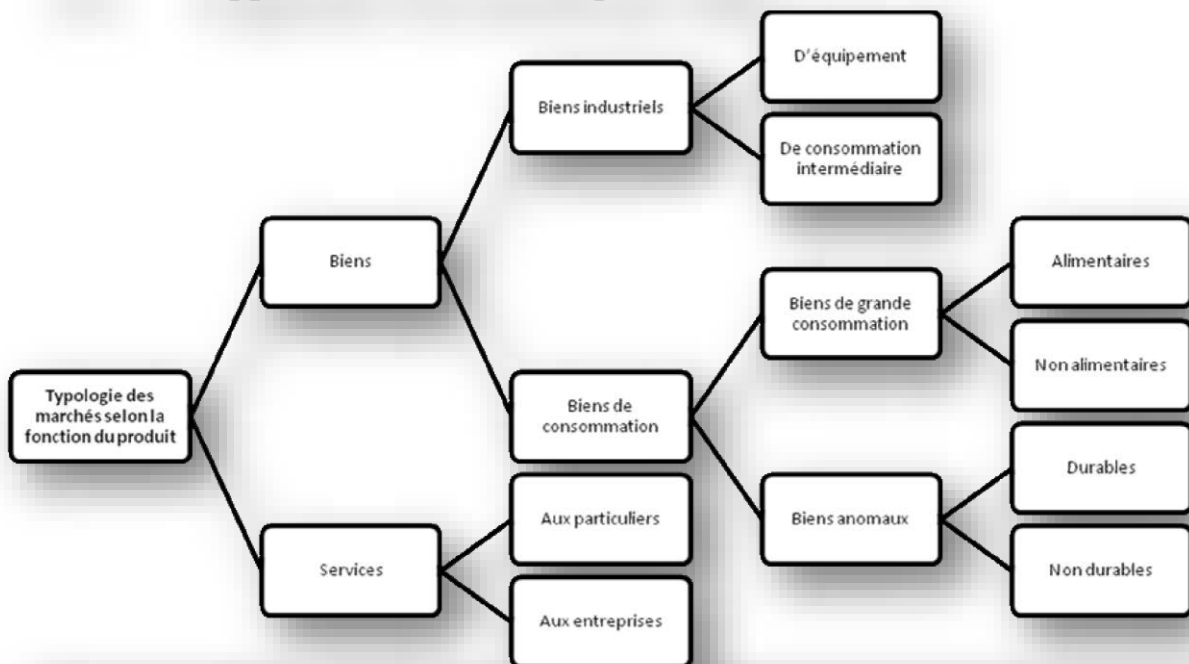 Typologie des
marchés selon la
fonction du produit
Biens
Biens industriels
D'équipement
De consommation
intermédiaire
Biens de
consommation
Biens de grande
consommation
Alimentaires
Non alimentaires
Biens anomaux
Durables
Non durables
Services
Aux particuliers
Aux entreprises